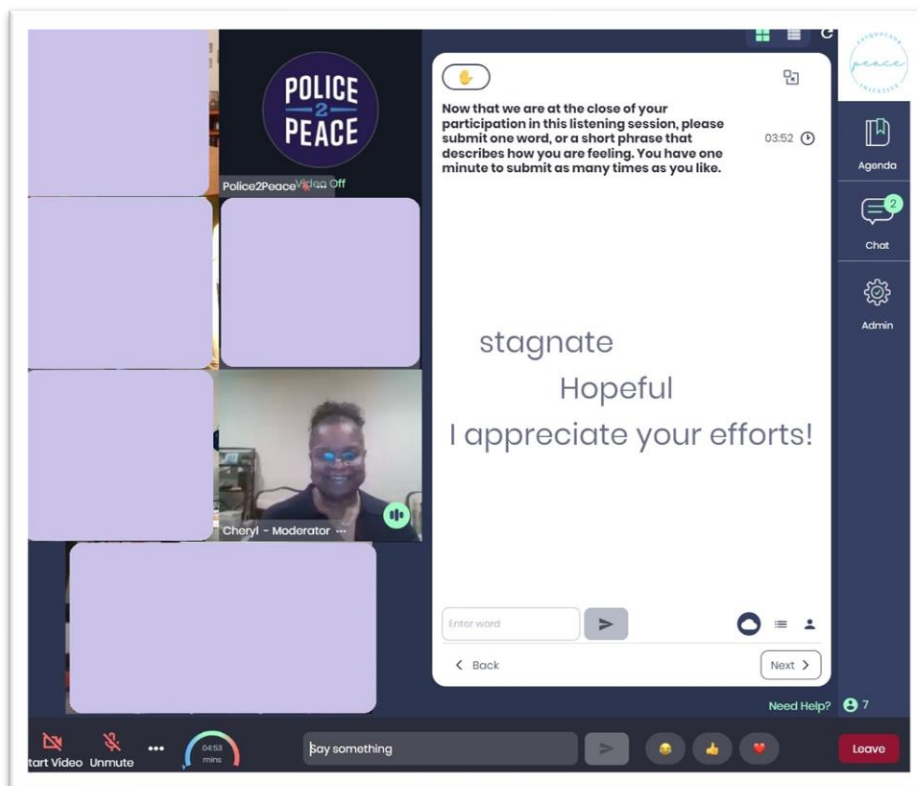 POLICE
2
PEACE
Police2Peace
Video Off
Cheryl - Moderator
Now that we are at the close of your
participation in this listening session, please
submit one word, or a short phrase that
describes how you are feeling. You have one
minute to submit as many times as you like.
03:52
stagnate
Hopeful
I appreciate your efforts!
Enter word
Back
Next
Need Help?
7
peace
Agenda
2
Chat
Admin
tart Video
Unmute
04:53
mins
Say something
Leave